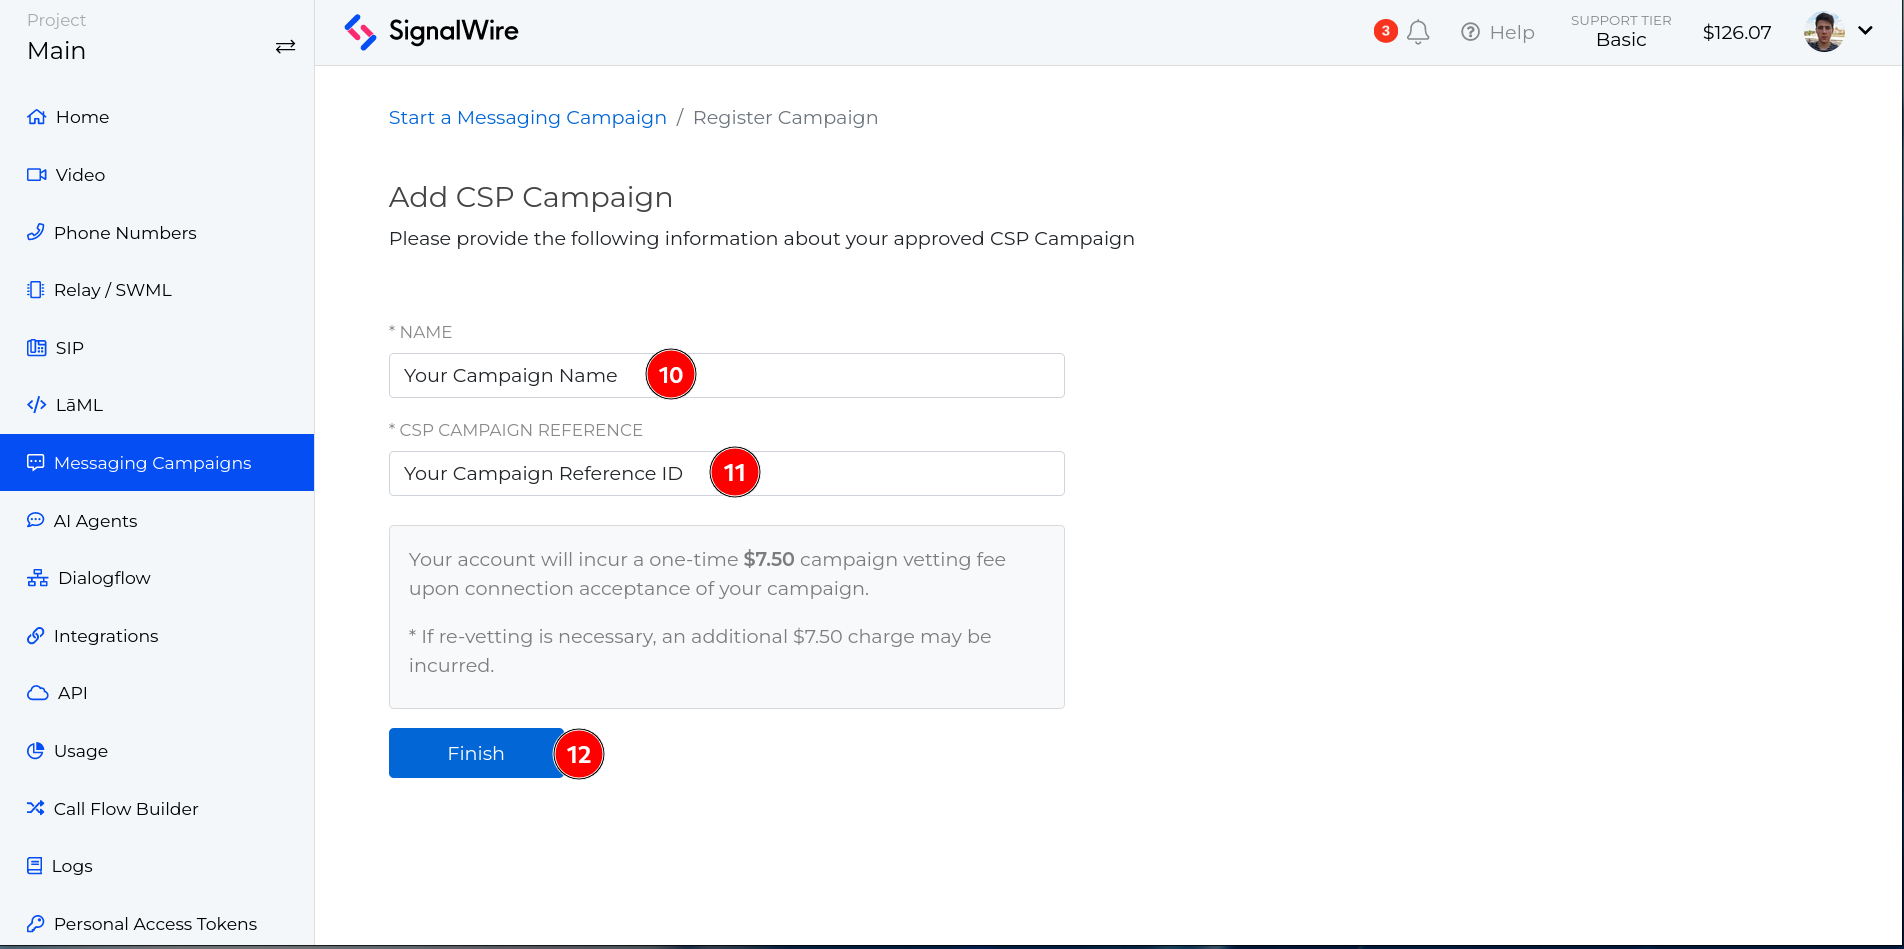 Project
Main
Home
Video
Phone Numbers
Relay / SWML
SIP
LāML
Messaging Campaigns
AI Agents
Dialogflow
Integrations
API
Usage
Call Flow Builder
Logs
Personal Access Tokens
SignalWire
3
Help
SUPPORT TIER
Basic
$126.07
Start a Messaging Campaign / Register Campaign
Add CSP Campaign
Please provide the following information about your approved CSP Campaign
* NAME
Your Campaign Name 10
* CSP CAMPAIGN REFERENCE
Your Campaign Reference ID 11
Your account will incur a one-time $7.50 campaign vetting fee
upon connection acceptance of your campaign.
* If re-vetting is necessary, an additional $7.50 charge may be
incurred.
Finish 12